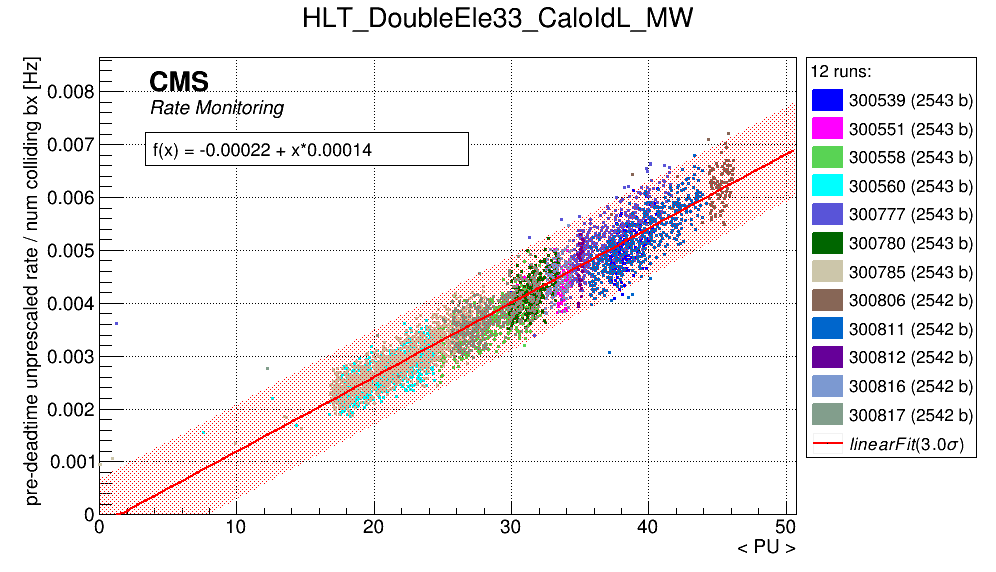 HLT_DoubleEle33_CaloIdL_MW
pre-deadtime unprescaled rate / num colliding bx [Hz]
CMS
Rate Monitoring
f(x) = -0.00022 + x*0.00014
0.008
0.007
0.006
0.005
0.004
0.003
0.002
0.001
0
0 10 20 30 40 50
< PU >
12 runs:
300539 (2543 b)
300551 (2543 b)
300558 (2543 b)
300560 (2543 b)
300777 (2543 b)
300780 (2543 b)
300785 (2543 b)
300806 (2542 b)
300811 (2542 b)
300812 (2542 b)
300816 (2542 b)
300817 (2542 b)
linearFit(3.0σ)